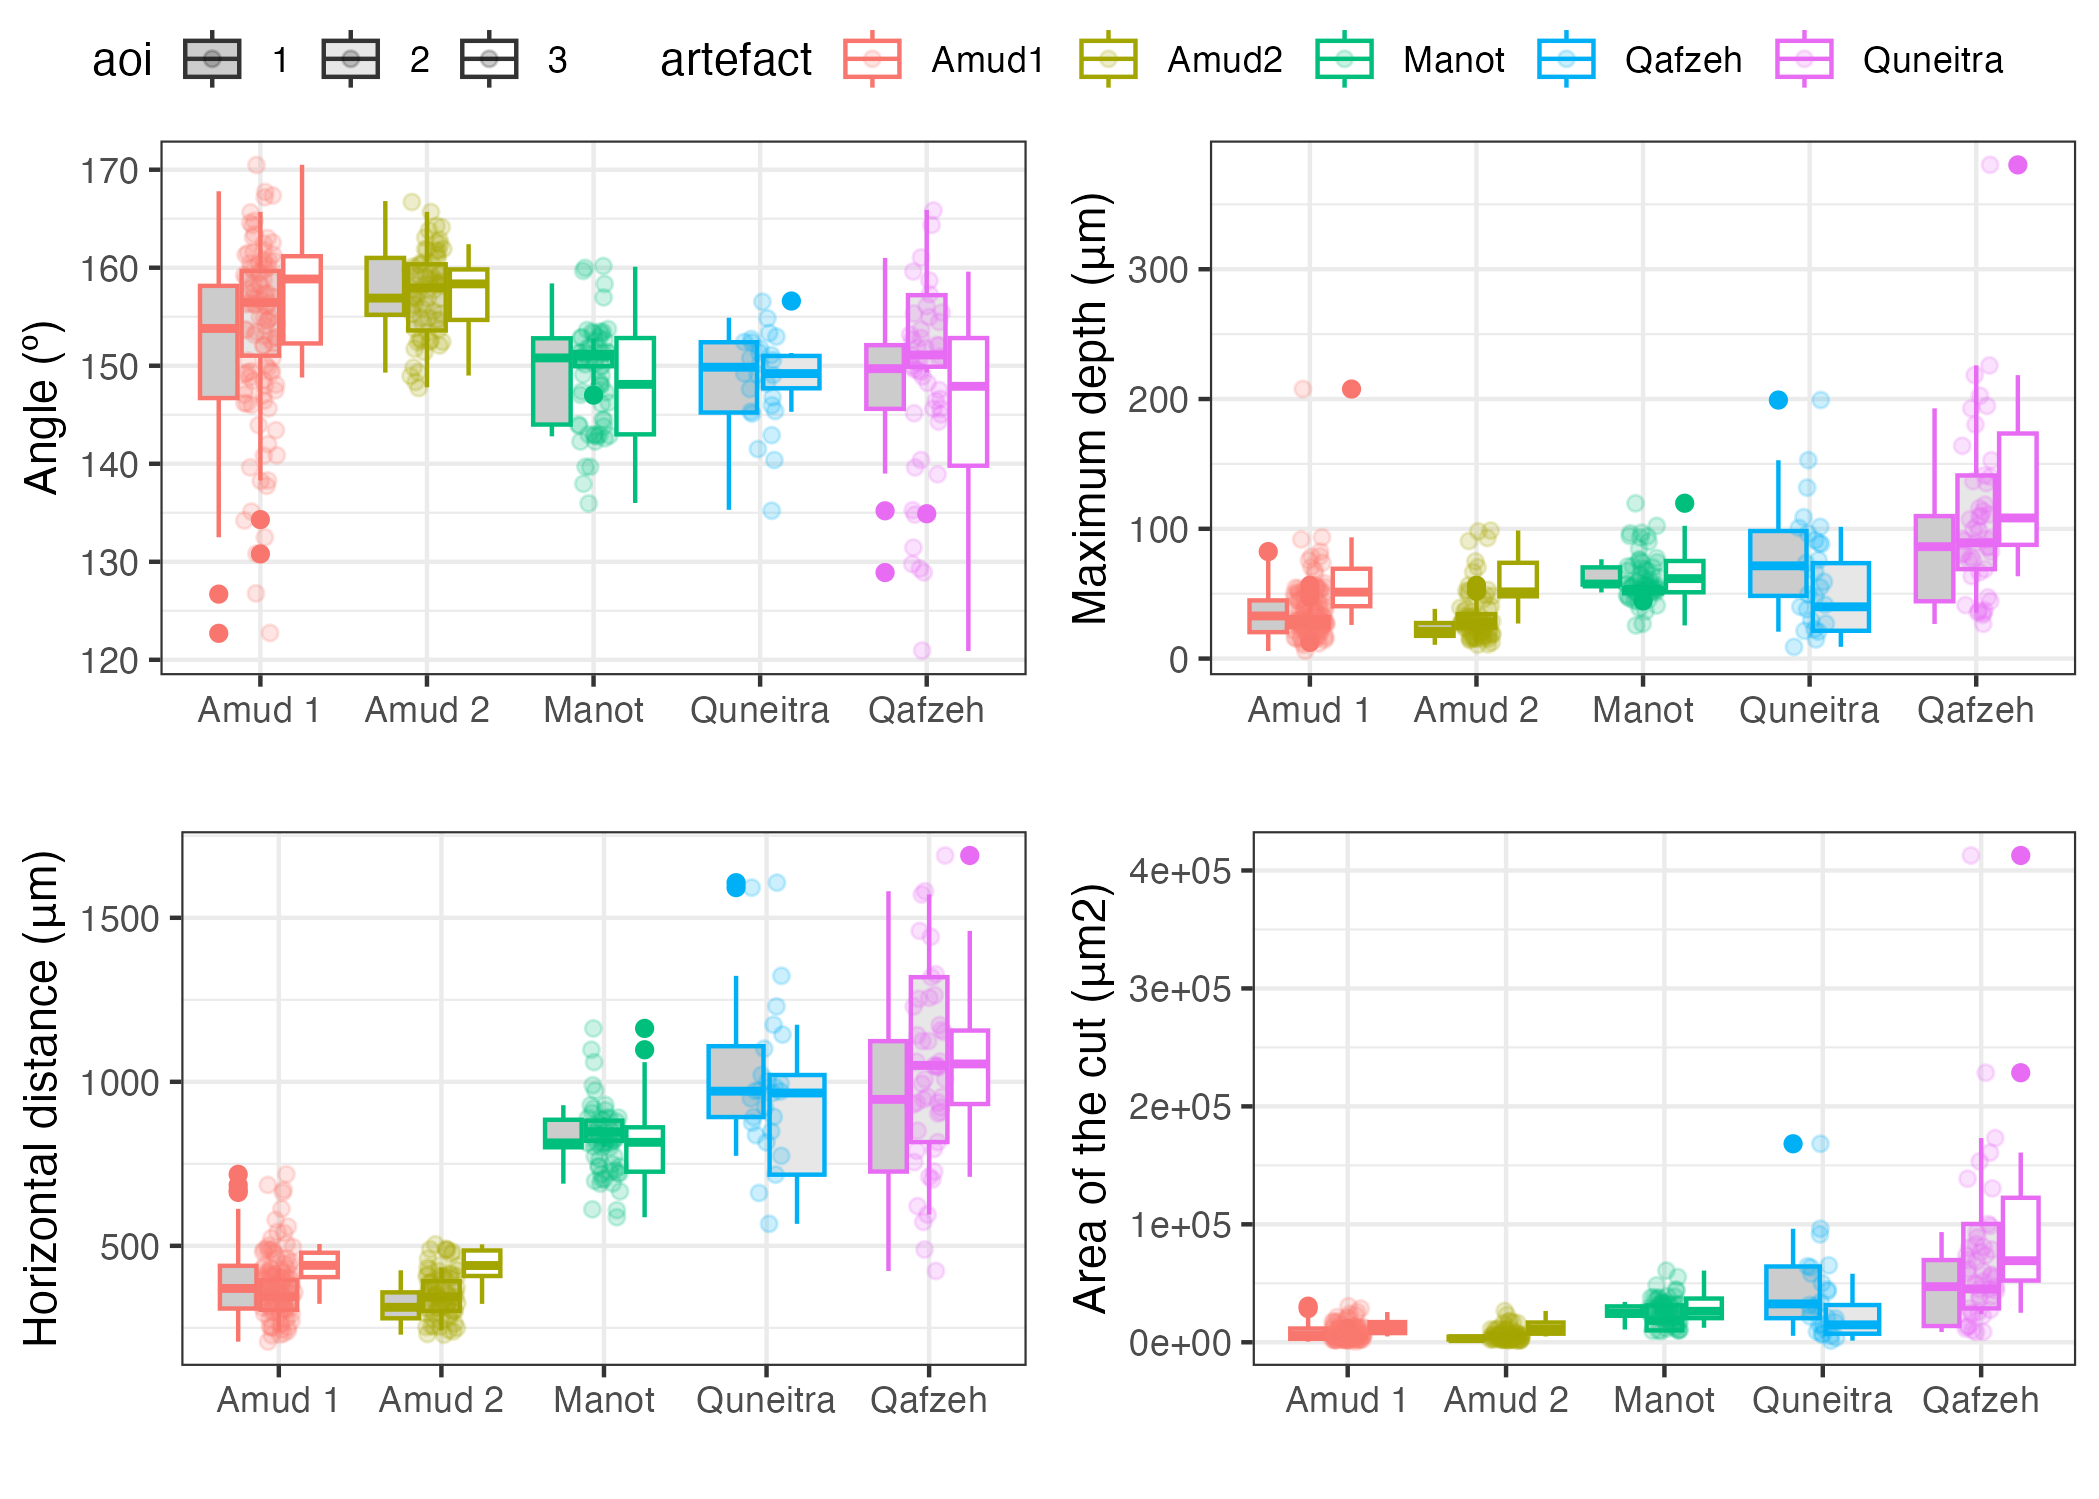 aoi 1 2 3 artefact Amud1 Amud2 Manot Qafzeh Quneitra
Angle (º)
170
160
150
140
130
120
Amud 1 Amud 2 Manot Quneitra Qafzeh
Maximum depth (µm)
300
200
100
0
Amud 1 Amud 2 Manot Quneitra Qafzeh
Horizontal distance (µm)
1500
1000
500
Amud 1 Amud 2 Manot Quneitra Qafzeh
Area of the cut (µm2)
4e+05
3e+05
2e+05
1e+05
0e+00
Amud 1 Amud 2 Manot Quneitra Qafzeh